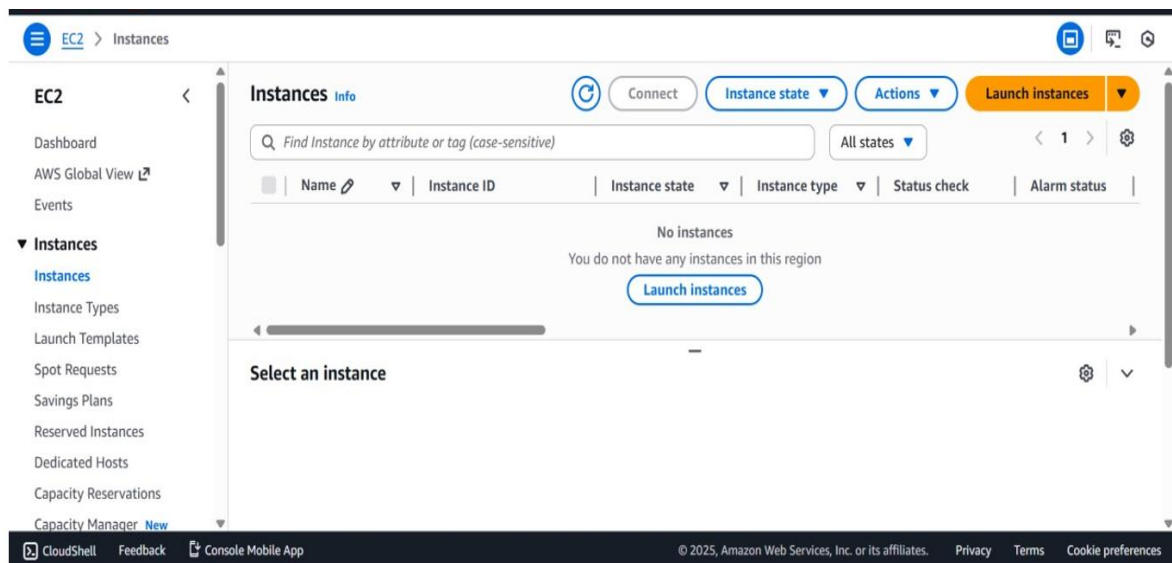 EC2 > Instances
EC2
Dashboard
AWS Global View
Events
Instances
Instances
Instance Types
Launch Templates
Spot Requests
Savings Plans
Reserved Instances
Dedicated Hosts
Capacity Reservations
Capacity Manager New
Instances Info
Connect
Instance state
Actions
Launch instances
Find Instance by attribute or tag (case-sensitive)
All states
1
Name
Instance ID
Instance state
Instance type
Status check
Alarm status
No instances
You do not have any instances in this region
Launch instances
Select an instance
CloudShell
Feedback
Console Mobile App
© 2025, Amazon Web Services, Inc. or its affiliates.
Privacy
Terms
Cookie preferences